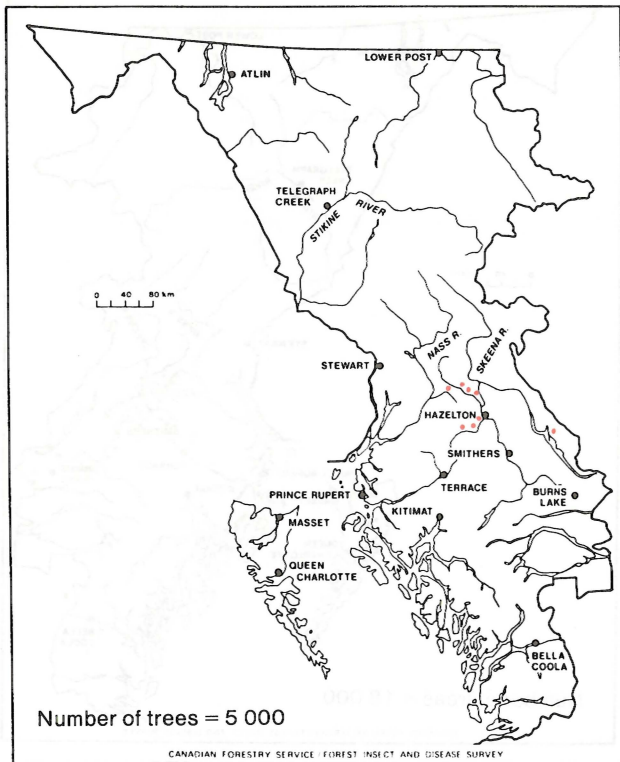 LOWER POST
ATLIN
TELEGRAPH
CREEK
STIKINE RIVER
0 40 80 km
NASS R.
SKEENA R.
STEWART
HAZELTON
SMITHERS
TERRACE
PRINCE RUPERT
BURNS
LAKE
KITIMAT
MASSET
QUEEN
CHARLOTTE
BELLA
COOLA
Number of trees = 5 000
CANADIAN FORESTRY SERVICE FOREST INSECT AND DISEASE SURVEY